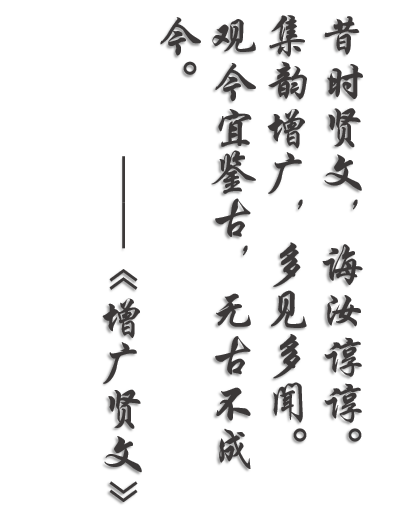 昔时贤文，诲汝谆谆。
集韵增广，多见多闻。
观今宜鉴古，无古不成
今。
——《增广贤文》